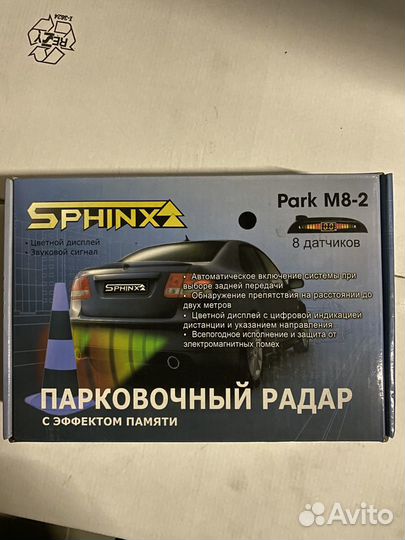 RE7Y
SPHINX
Park M8-2
8 датчиков
• Цветной дисплей
• Звуковой сигнал
SPHINX
• Автоматическое включение системы при
выборе задней передачи
• Обнаружение препятствия на расстоянии до
двух метров
• Цветной дисплей с цифровой индикацией
дистанции и указанием направления
• Всепогодное исполнение и защита от
электромагнитных помех
ПАРКОВОЧНЫЙ РАДАР
С ЭФФЕКТОМ ПАМЯТИ
Avito